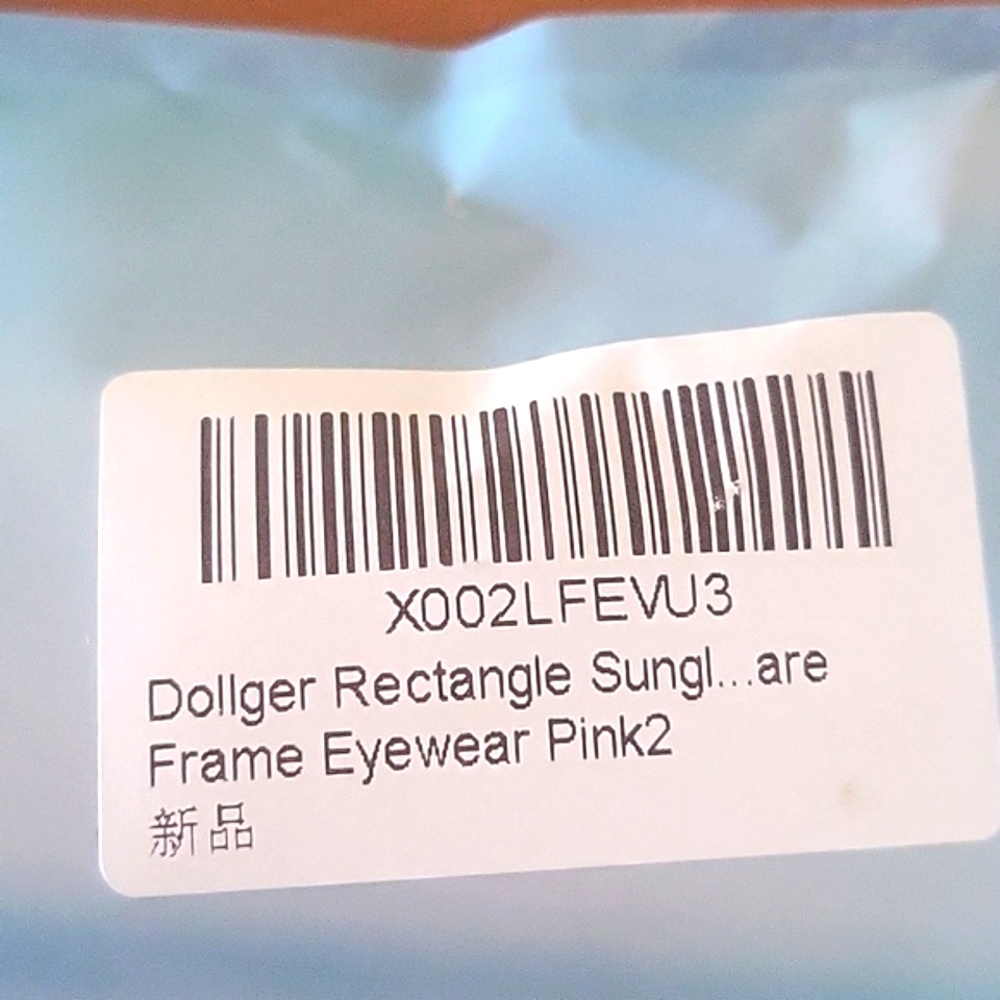 X002LFEVU3
Dollger Rectangle Sungl...are
Frame Eyewear Pink2
新品